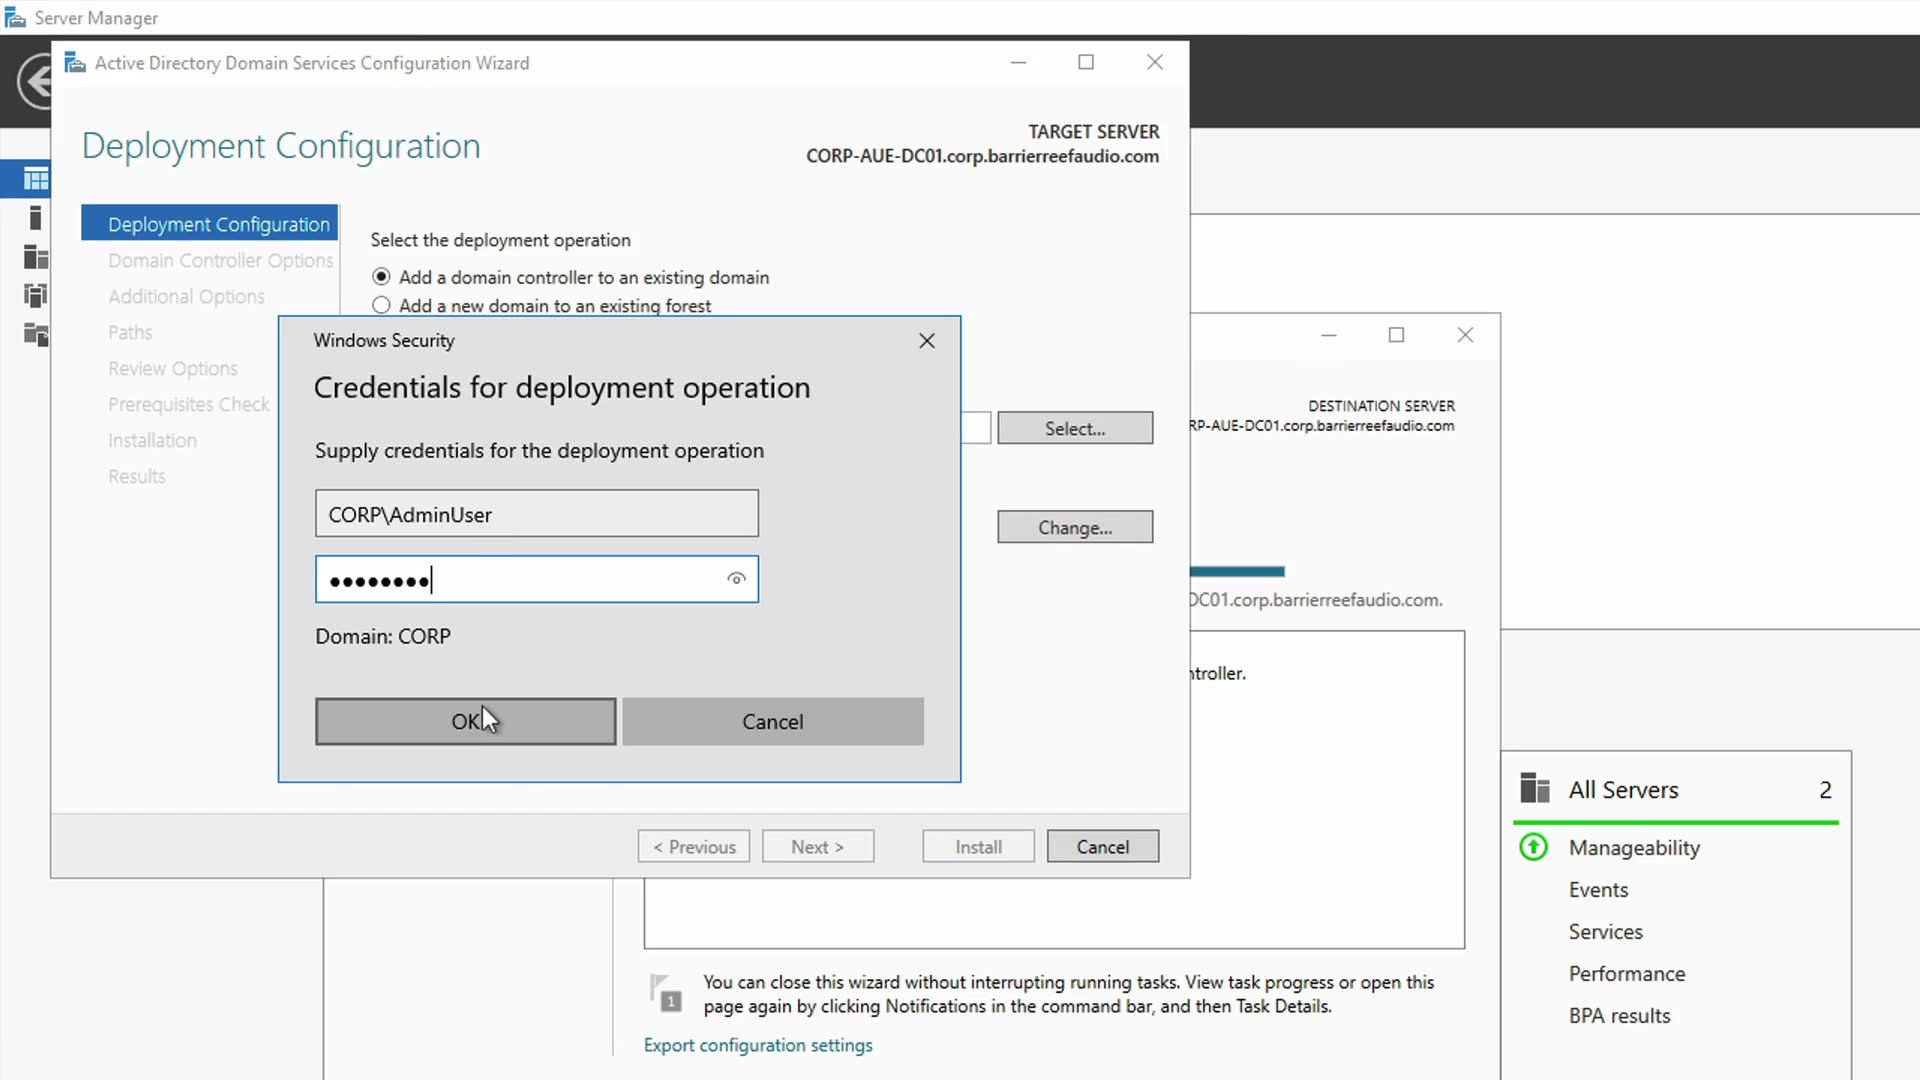 Server Manager
Active Directory Domain Services Configuration Wizard
Deployment Configuration
TARGET SERVER
CORP-AUE-DC01.corp.barrierreefaudio.com
Deployment Configuration
Domain Controller Options
Additional Options
Paths
Review Options
Prerequisites Check
Installation
Results
Select the deployment operation
Add a domain controller to an existing domain
Add a new domain to an existing forest
Select...
Change...
Windows Security
Credentials for deployment operation
Supply credentials for the deployment operation
CORP\AdminUser
●●●●●●●●
Domain: CORP
OK
Cancel
< Previous
Next >
Install
Cancel
DESTINATION SERVER
RP-AUE-DC01.corp.barrierreefaudio.com
DC01.corp.barrierreefaudio.com.
ntroller.
1
You can close this wizard without interrupting running tasks. View task progress or open this
page again by clicking Notifications in the command bar, and then Task Details.
Export configuration settings
All Servers 2
Manageability
Events
Services
Performance
BPA results